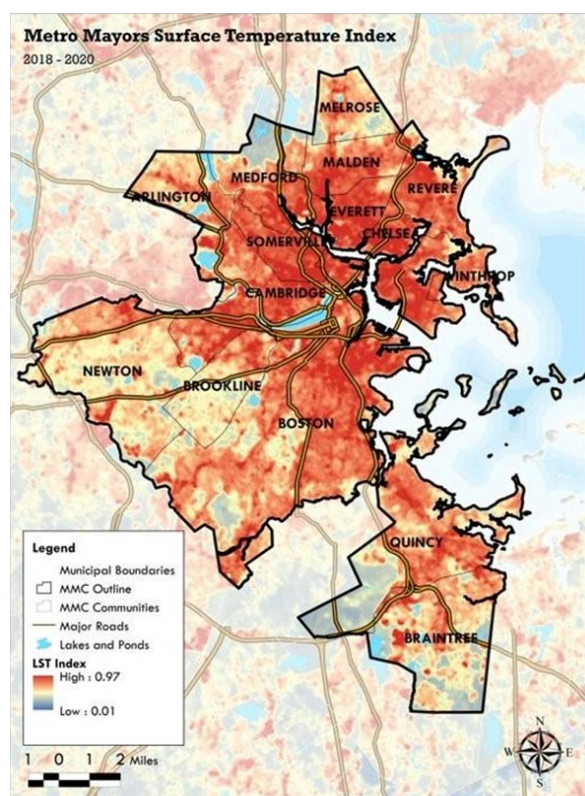 Metro Mayors Surface Temperature Index
2018 - 2020
MELROSE
MALDEN
MEDFORD
REVERE
ARLINGTON
EVERETT
CHELSEA
SOMERVILLE
WINTHROP
CAMBRIDGE
NEWTON
BROOKLINE
BOSTON
QUINCY
BRAINTREE
Legend
Municipal Boundaries
MMC Outline
MMC Communities
Major Roads
Lakes and Ponds
LST Index
High : 0.97
Low : 0.01
1 0 1 2 Miles
N
W E
S